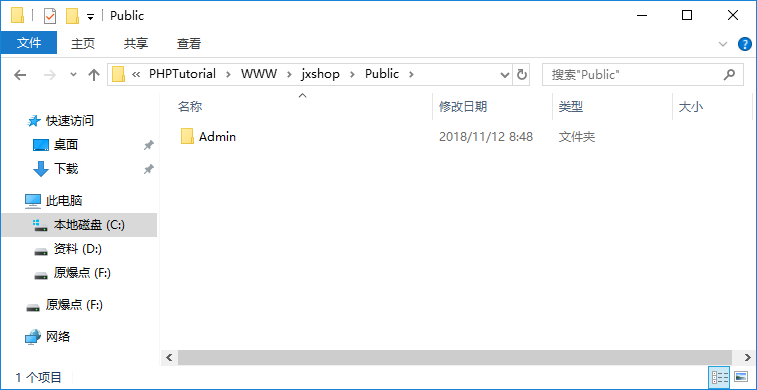 Public
文件 主页 共享 查看
« PHPTutorial WWW jxshop Public 搜索"Public"
名称 修改日期 类型 大小
Admin 2018/11/12 8:48 文件夹
快速访问
桌面
下载
此电脑
本地磁盘 (C:)
资料 (D:)
原爆点 (F:)
原爆点 (F:)
网络
1 个项目